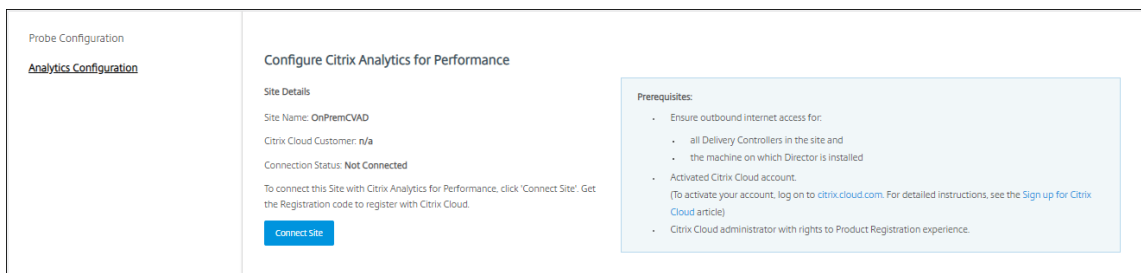 Probe Configuration
Analytics Configuration
Configure Citrix Analytics for Performance
Site Details
Site Name: OnPremCVAD
Citrix Cloud Customer: n/a
Connection Status: Not Connected
To connect this Site with Citrix Analytics for Performance, click 'Connect Site'. Get
the Registration code to register with Citrix Cloud.
Connect Site
Prerequisites:
• Ensure outbound internet access for:
• all Delivery Controllers in the site and
• the machine on which Director is installed
• Activated Citrix Cloud account.
(To activate your account, log on to citrix.cloud.com. For detailed instructions, see the Sign up for Citrix
Cloud article)
• Citrix Cloud administrator with rights to Product Registration experience.